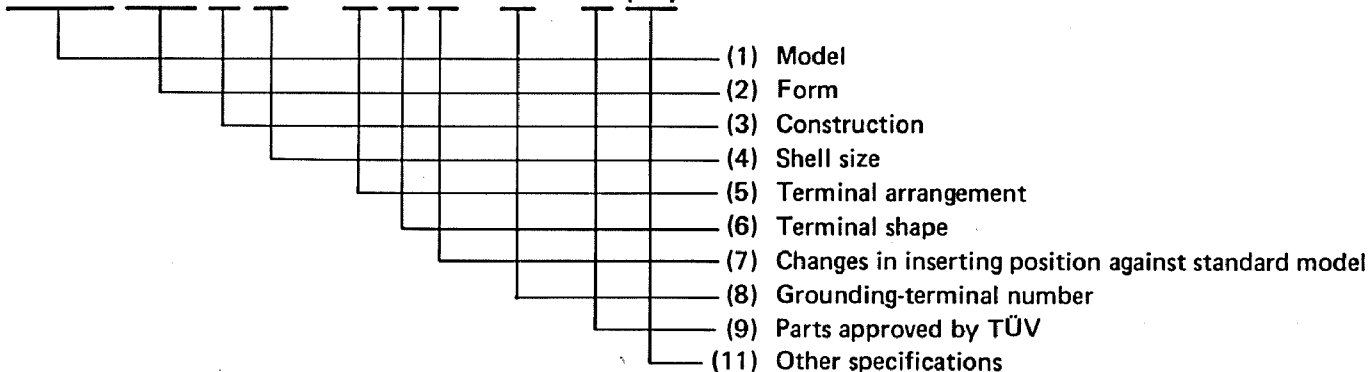 (1) Model
(2) Form
(3) Construction
(4) Shell size
(5) Terminal arrangement
(6) Terminal shape
(7) Changes in inserting position against standard model
(8) Grounding-terminal number
(9) Parts approved by TÜV
(11) Other specifications